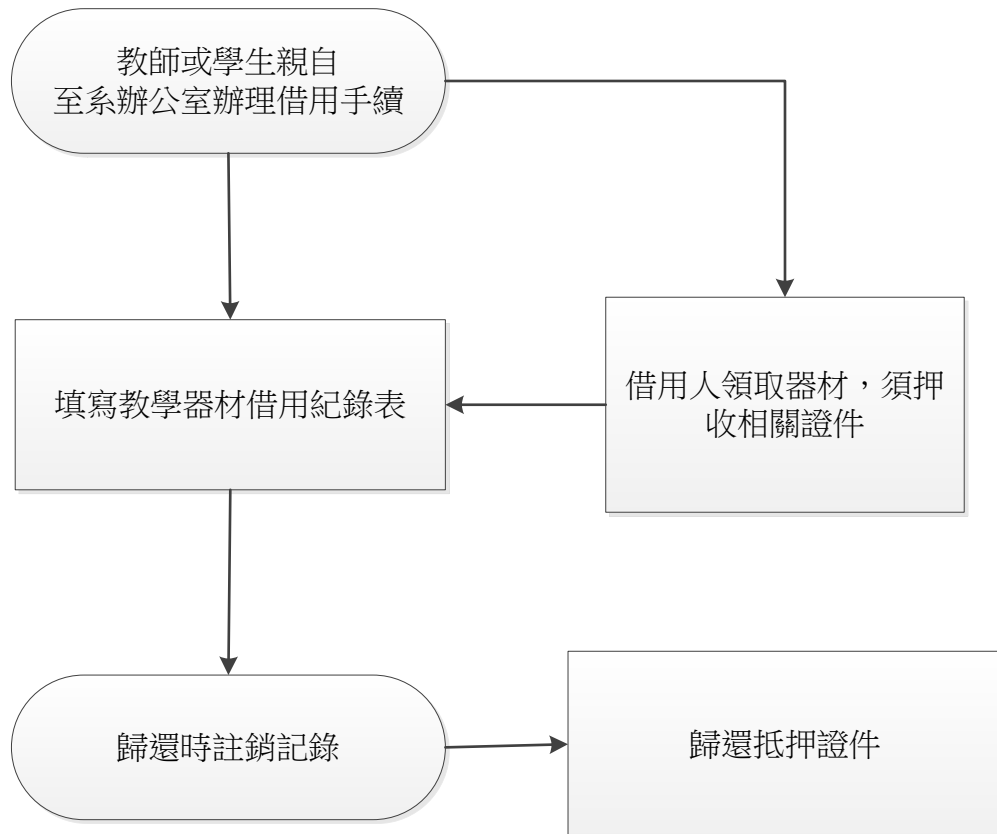 教師或學生親自
至系辦公室辦理借用手續
填寫教學器材借用紀錄表
借用人領取器材，須押
收相關證件
歸還時註銷記錄
歸還抵押證件